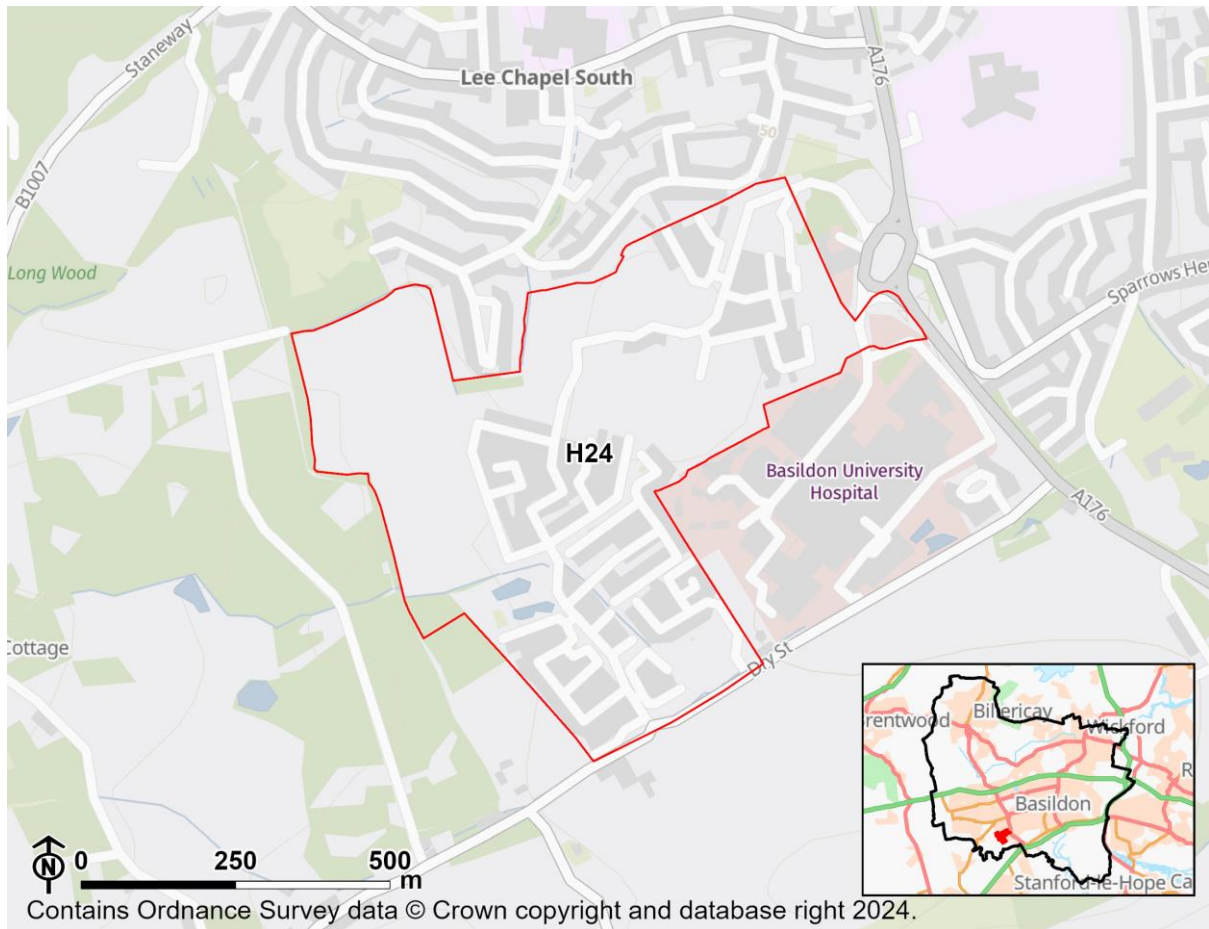 Staneway
Lee Chapel South
A176
50
B1007
Long Wood
Sparrows Her
H24
Basildon University
Hospital
A176
Dry St
Cottage
Billericay
Brentwood
Wickford
Basildon
Stanford-le-Hope Ca
N
0 250 500
m
Contains Ordnance Survey data © Crown copyright and database right 2024.